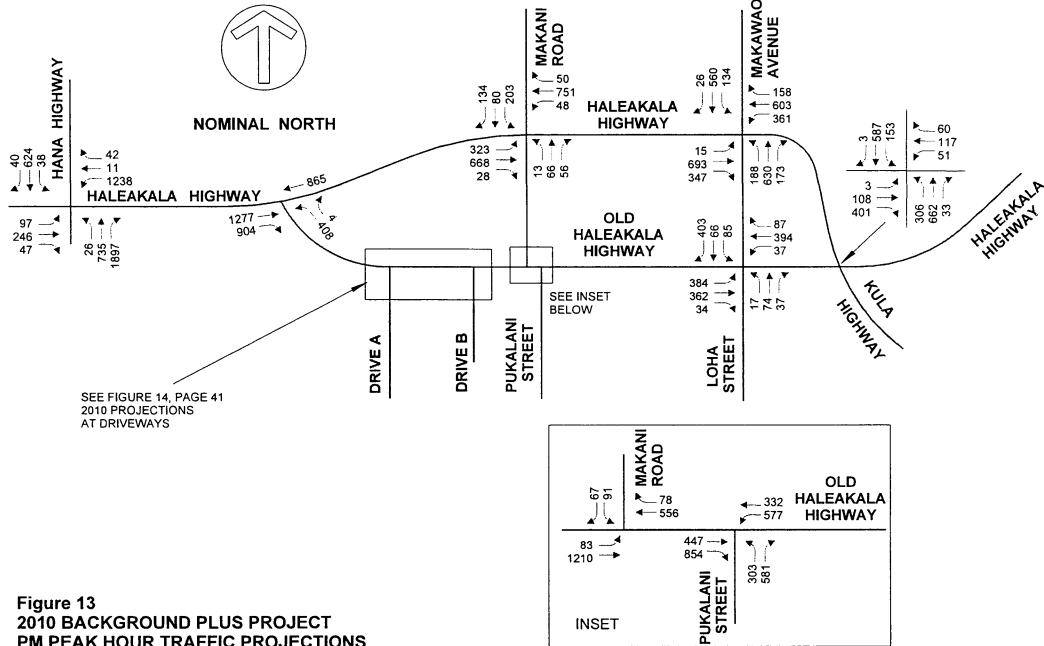 NOMINAL NORTH
HANA HIGHWAY
40
624
38
42
11
1238
HALEAKALA HIGHWAY
97
246
47
26
735
1897
865
1277
904
4
408
MAKANI
ROAD
134
80
203
50
751
48
323
668
28
13
66
56
HALEAKALA
HIGHWAY
MAKAWAO
AVENUE
26
560
134
158
603
361
15
693
347
188
630
173
3
587
153
60
117
51
3
108
401
306
662
33
HALEAKALA
HIGHWAY
KULA
HIGHWAY
OLD
HALEAKALA
HIGHWAY
403
66
85
87
394
37
384
362
34
17
74
37
LOHA
STREET
SEE INSET
BELOW
PUKALANI
STREET
DRIVE A
DRIVE B
SEE FIGURE 14, PAGE 41
2010 PROJECTIONS
AT DRIVEWAYS
MAKANI
ROAD
67
91
78
556
83
1210
OLD
HALEAKALA
HIGHWAY
332
577
447
854
303
581
PUKALANI
STREET
INSET
Figure 13
2010 BACKGROUND PLUS PROJECT
PM PEAK HOUR TRAFFIC PROJECTIONS